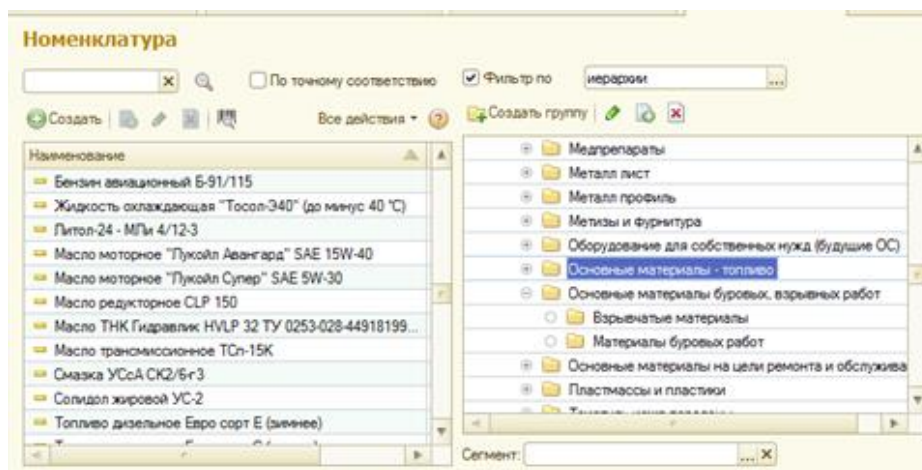 Номенклатура
По точному соответствию
Фильтр по иерархии ...
Создать
Все действия
Создать группу
Наименование
Бензин авиационный Б-91/115
Жидкость охлаждающая "Тосол-Э40" (до минус 40 °С)
Литол-24 - МЛи 4/12-3
Масло моторное "Лукойл Авангард" SAE 15W-40
Масло моторное "Лукойл Супер" SAE 5W-30
Масло редукторное CLP 150
Масло ТНК Гидравлик HVLP 32 ТУ 0253-028-44918199...
Масло трансмиссионное ТСп-15К
Смазка УСсА СК2/6-г3
Солидол жировой УС-2
Топливо дизельное Евро сорт Е (зимнее)
Медпрепараты
Металл лист
Металл профиль
Метизы и фурнитура
Оборудование для собственных нужд (будущие ОС)
Основные материалы - топливо
Основные материалы буровых, взрывных работ
Взрывчатые материалы
Материалы буровых работ
Основные материалы на цели ремонта и обслужива
Пластмассы и пластики
Сегмент: ...